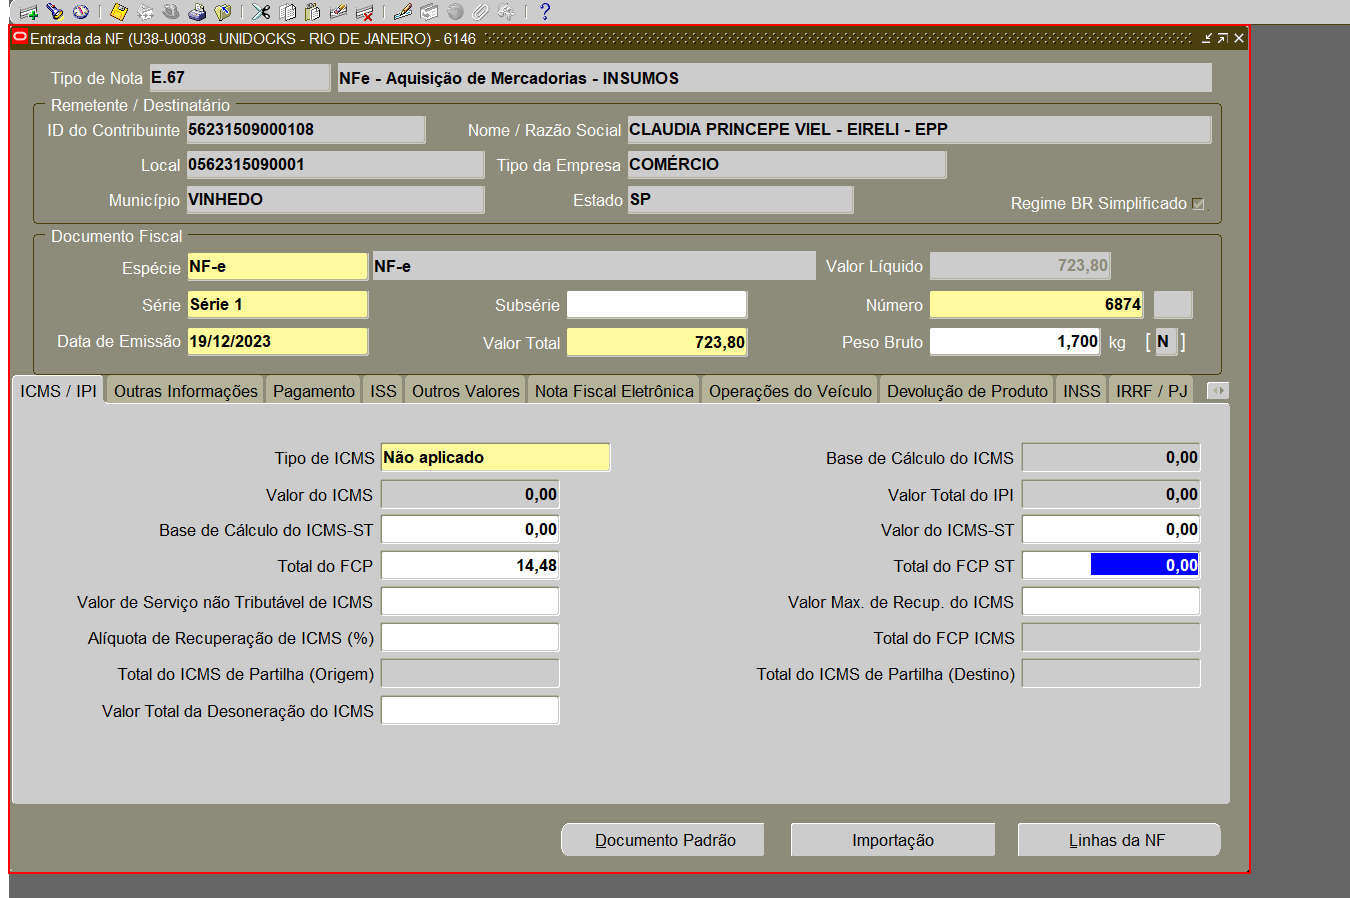 Entrada da NF (U38-U0038 - UNIDOCKS - RIO DE JANEIRO) - 6146
Tipo de Nota E.67 NFe - Aquisição de Mercadorias - INSUMOS
Remetente / Destinatário
ID do Contribuinte 56231509000108 Nome / Razão Social CLAUDIA PRINCEPE VIEL - EIRELI - EPP
Local 0562315090001 Tipo da Empresa COMÉRCIO
Município VINHEDO Estado SP Regime BR Simplificado
Documento Fiscal
Espécie NF-e NF-e Valor Líquido 723,80
Série Série 1 Subsérie Número 6874
Data de Emissão 19/12/2023 Valor Total 723,80 Peso Bruto 1,700 kg [ N ]
ICMS / IPI Outras Informações Pagamento ISS Outros Valores Nota Fiscal Eletrônica Operações do Veículo Devolução de Produto INSS IRRF / PJ
Tipo de ICMS Não aplicado Base de Cálculo do ICMS 0,00
Valor do ICMS 0,00 Valor Total do IPI 0,00
Base de Cálculo do ICMS-ST 0,00 Valor do ICMS-ST 0,00
Total do FCP 14,48 Total do FCP ST 0,00
Valor de Serviço não Tributável de ICMS Valor Max. de Recup. do ICMS
Alíquota de Recuperação de ICMS (%) Total do FCP ICMS
Total do ICMS de Partilha (Origem) Total do ICMS de Partilha (Destino)
Valor Total da Desoneração do ICMS
Documento Padrão Importação Linhas da NF